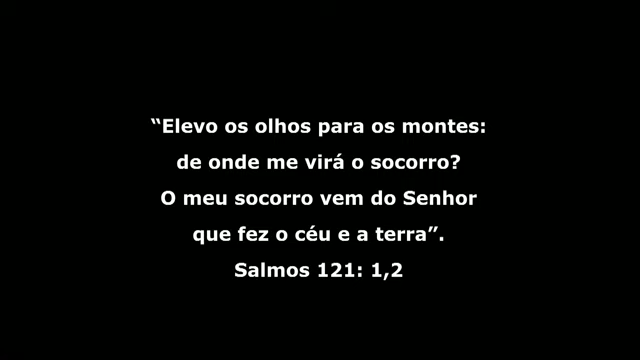 “Elevo os olhos para os montes:
de onde me virá o socorro?
O meu socorro vem do Senhor
que fez o céu e a terra”.
Salmos 121: 1,2